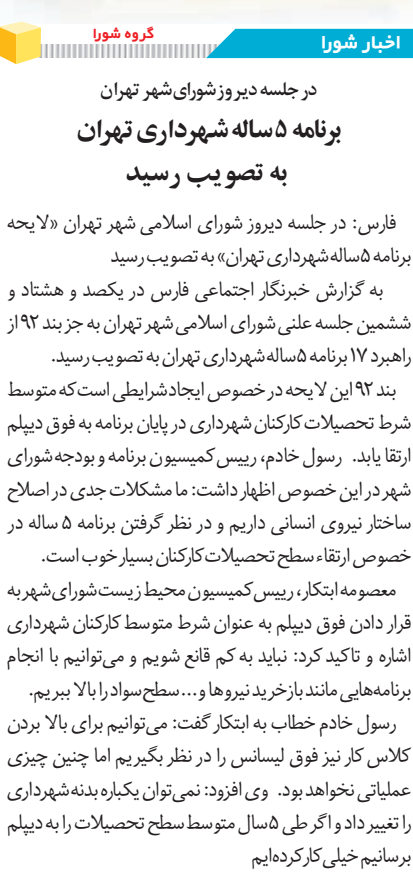 گروه شورا
اخبار شورا
در جلسه دیروز شورای شهر تهران
برنامه ۵ ساله شهرداری تهران
به تصویب رسید
فارس: در جلسه دیروز شورای اسلامی شهر تهران «لایحه
برنامه ۵ساله شهرداری تهران» به تصویب رسید
به گزارش خبرنگار اجتماعی فارس در یکصد و هشتاد و
ششمین جلسه علنی شورای اسلامی شهر تهران به جز بند ۹۲ از
راهبرد ۱۷ برنامه ۵ساله شهرداری تهران به تصویب رسید.
بند ۹۲ این لایحه در خصوص ایجاد شرایطی است که متوسط
شرط تحصیلات کارکنان شهرداری در پایان برنامه به فوق دیپلم
ارتقا یابد. رسول خادم، رییس کمیسیون برنامه و بودجه شورای
شهر در این خصوص اظهار داشت: ما مشکلات جدی در اصلاح
ساختار نیروی انسانی داریم و در نظر گرفتن برنامه ۵ ساله در
خصوص ارتقاء سطح تحصیلات کارکنان بسیار خوب است.
معصومه ابتکار، رییس کمیسیون محیط زیست شورای شهر به
قرار دادن فوق دیپلم به عنوان شرط متوسط کارکنان شهرداری
اشاره و تاکید کرد: نباید به کم قانع شویم و می‌توانیم با انجام
برنامه‌هایی مانند بازخرید نیروها و... سطح سواد را بالا ببریم.
رسول خادم خطاب به ابتکار گفت: می‌توانیم برای بالا بردن
کلاس کار نیز فوق لیسانس را در نظر بگیریم اما چنین چیزی
عملیاتی نخواهد بود. وی افزود: نمی‌توان یکباره بدنه شهرداری
را تغییر داد و اگر طی ۵سال متوسط سطح تحصیلات را به دیپلم
برسانیم خیلی کار کرده‌ایم